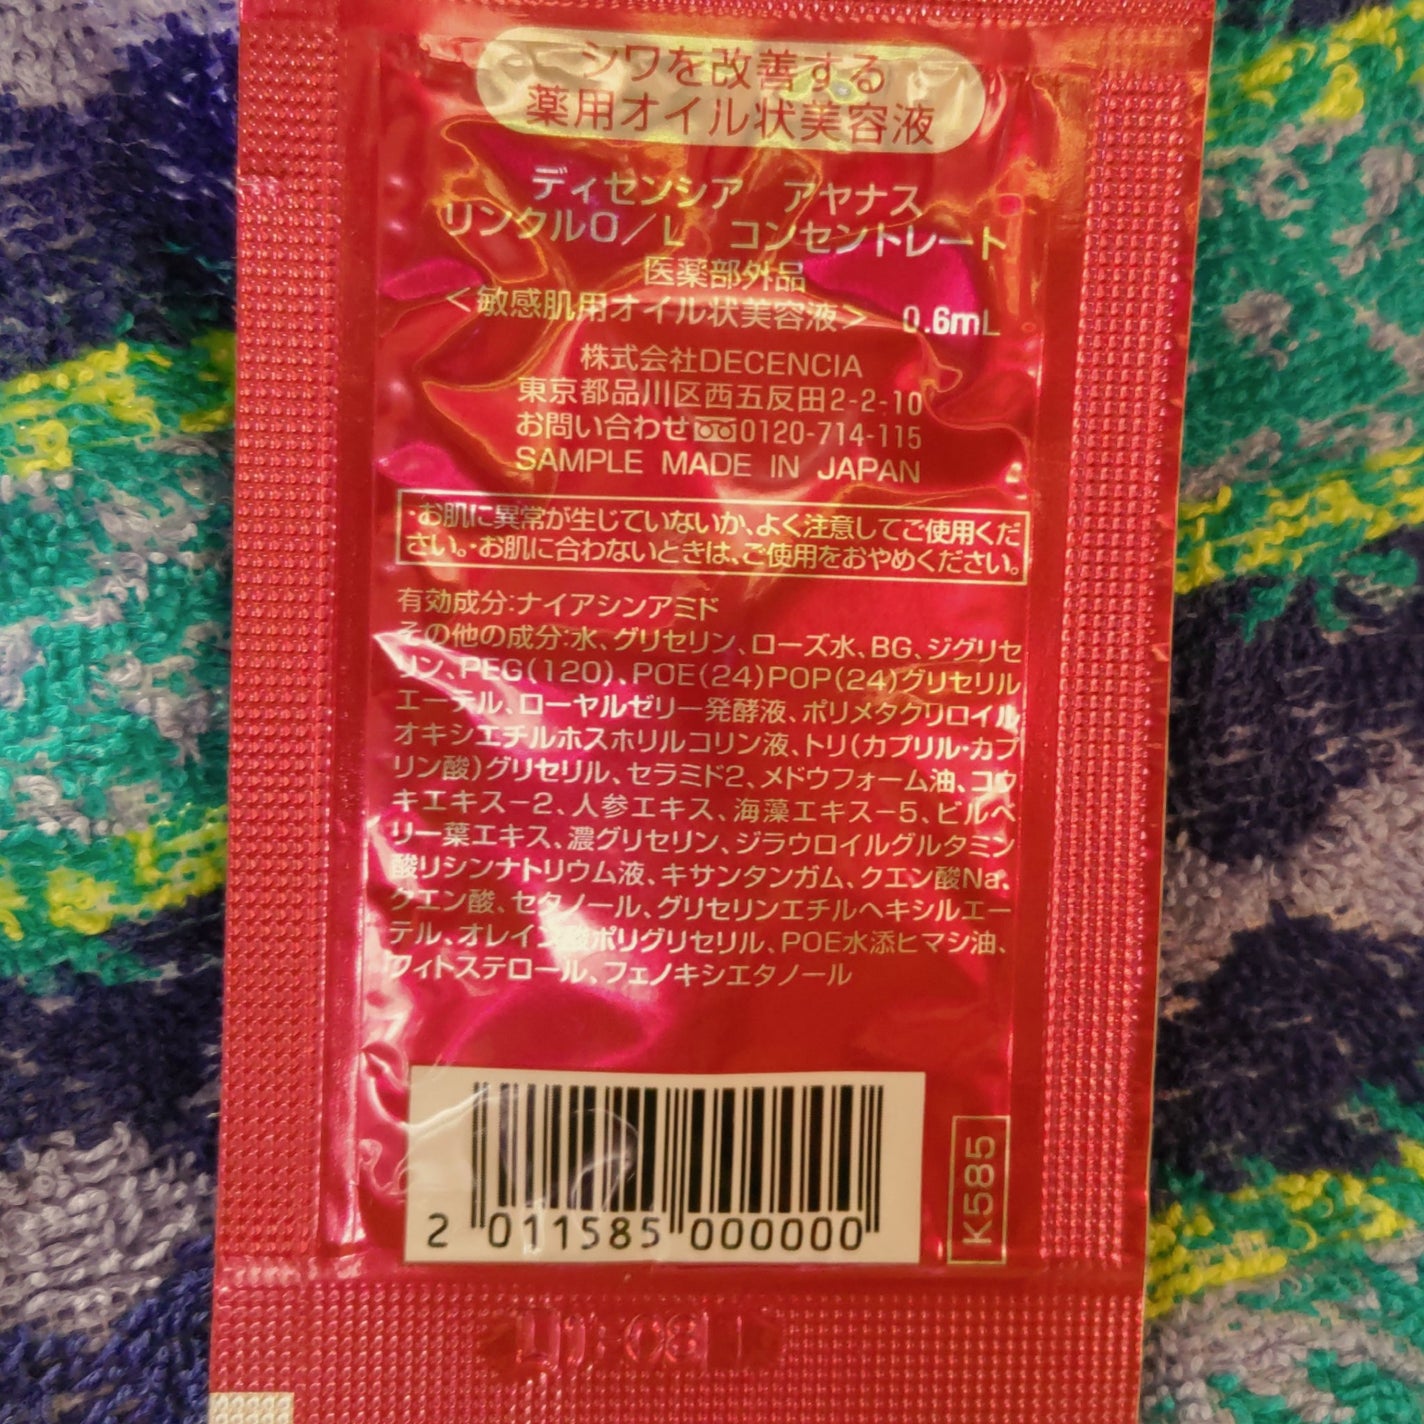 シワを改善する
薬用オイル状美容液
ディセンシア アヤナス
リンクルO/L コンセントレート
医薬部外品
<敏感肌用オイル状美容液> 0.6mL
株式会社DECENCIA
東京都品川区西五反田2-2-10
お問い合わせ 0120-714-115
SAMPLE MADE IN JAPAN
・お肌に異常が生じていないか、よく注意してご使用くだ
さい。・お肌に合わないときは、ご使用をおやめください。
有効成分:ナイアシンアミド
その他の成分:水、グリセリン、ローズ水、BG、ジグリセ
リン、PEG(120)、POE(24)POP(24)グリセリル
エーテル、ローヤルゼリー発酵液、ポリメタクリロイル
オキシエチルホスホリルコリン液、トリ(カプリル・カプ
リン酸)グリセリル、セラミド2、メドウフォーム油、コウ
キエキス-2、人参エキス、海藻エキス-5、ビルベ
リー葉エキス、濃グリセリン、ジラウロイルグルタミン
酸リシンナトリウム液、キサンタンガム、クエン酸Na、
クエン酸、セタノール、グリセリンエチルヘキシルエー
テル、オレイン酸ポリグリセリル、POE水添ヒマシ油、
フィトステロール、フェノキシエタノール
2 011585 000000
K585